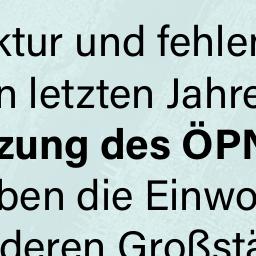 ktur und fehler
n letzten Jahre
zung des ÖPN
ben die Einwo
deren Großstä